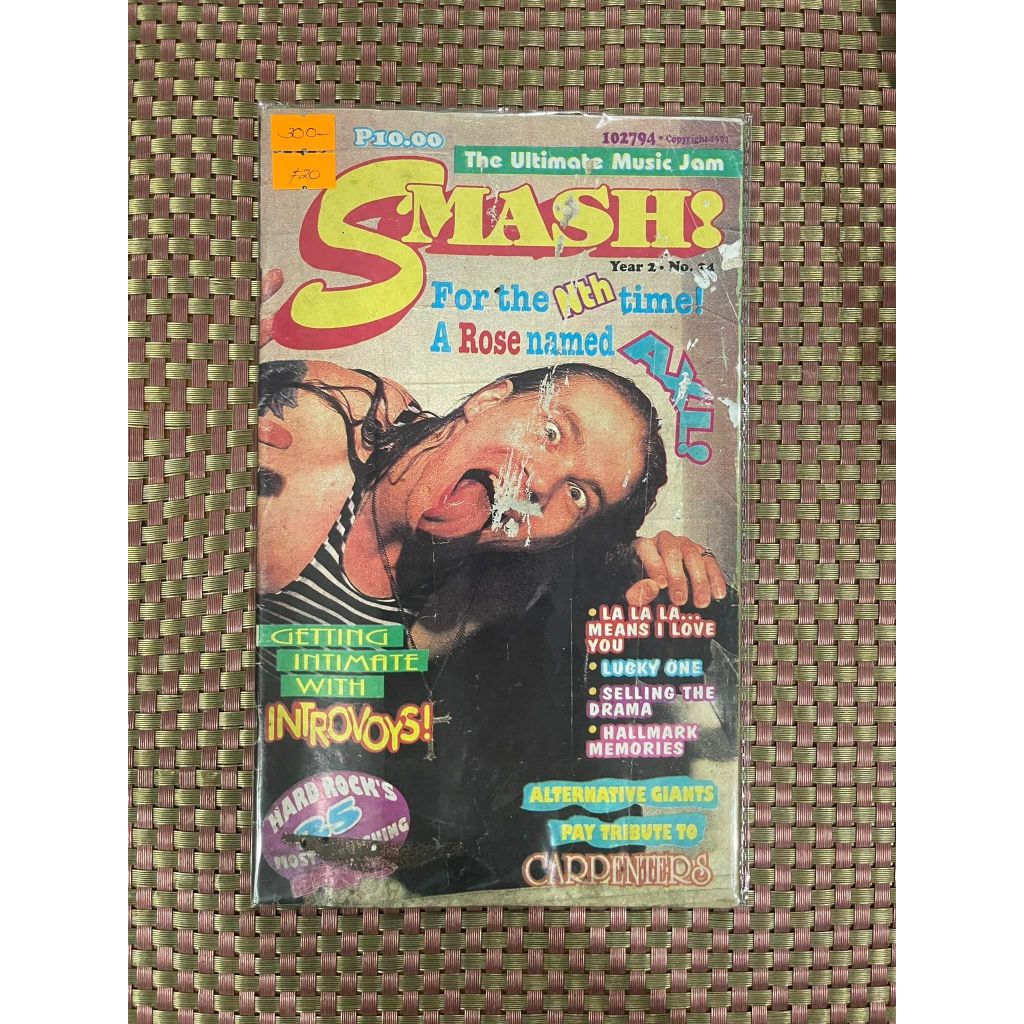 300-
720
P10.00
102794 • Copyright
The Ultimate Music Jam
SMASH!
Year 2 • No.
For the Nth time!
A Rose named
AXL!
GETTING
INTIMATE
WITH
INTROVOYS!
• LA LA LA...
MEANS I LOVE
YOU
• LUCKY ONE
• SELLING THE
DRAMA
• HALLMARK
MEMORIES
HARD ROCK'S
25
MOST
ALTERNATIVE GIANTS
PAY TRIBUTE TO
CARPENTERS